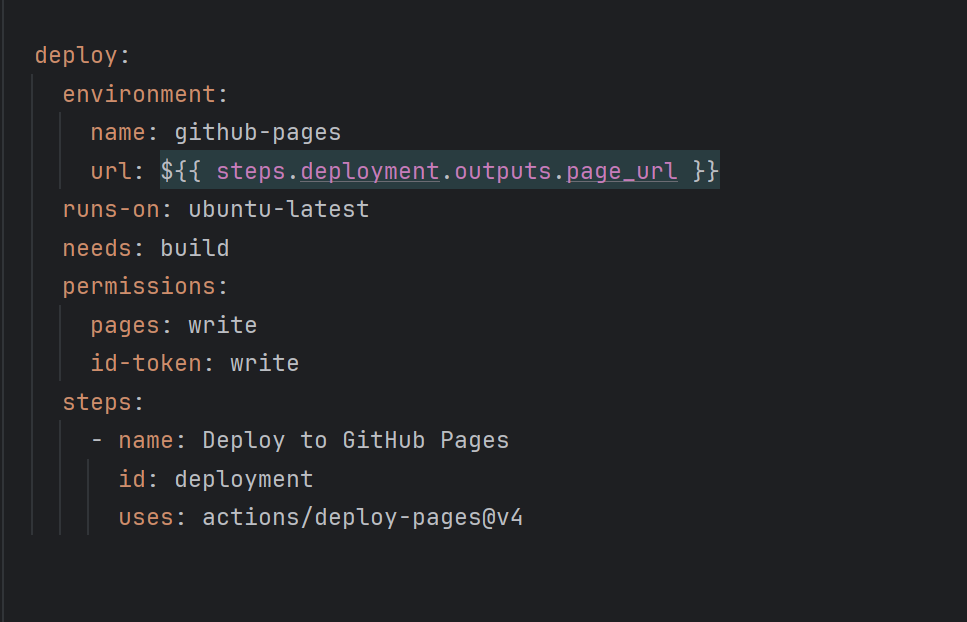 deploy:
  environment:
    name: github-pages
    url: ${{ steps.deployment.outputs.page_url }}
  runs-on: ubuntu-latest
  needs: build
  permissions:
    pages: write
    id-token: write
  steps:
    - name: Deploy to GitHub Pages
      id: deployment
      uses: actions/deploy-pages@v4